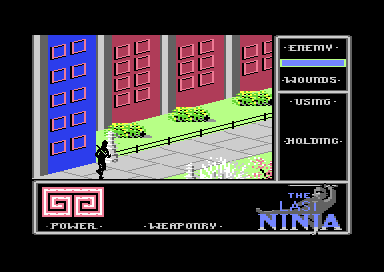 ·ENEMY·
·WOUNDS·
·USING·
·HOLDING·
·POWER· ·WEAPONRY·
THE
LAST
NINJA